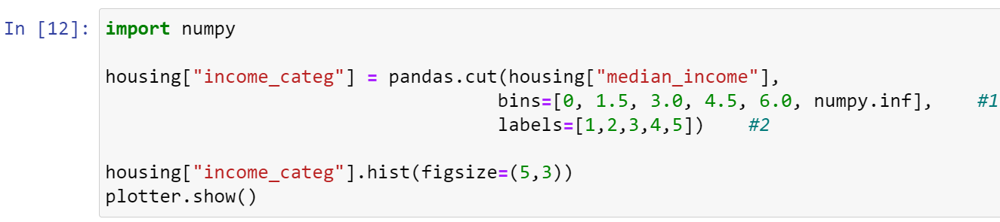 In [12]: import numpy
housing["income_categ"] = pandas.cut(housing["median_income"],
bins=[0, 1.5, 3.0, 4.5, 6.0, numpy.inf], #1
labels=[1,2,3,4,5]) #2
housing["income_categ"].hist(figsize=(5,3))
plotter.show()